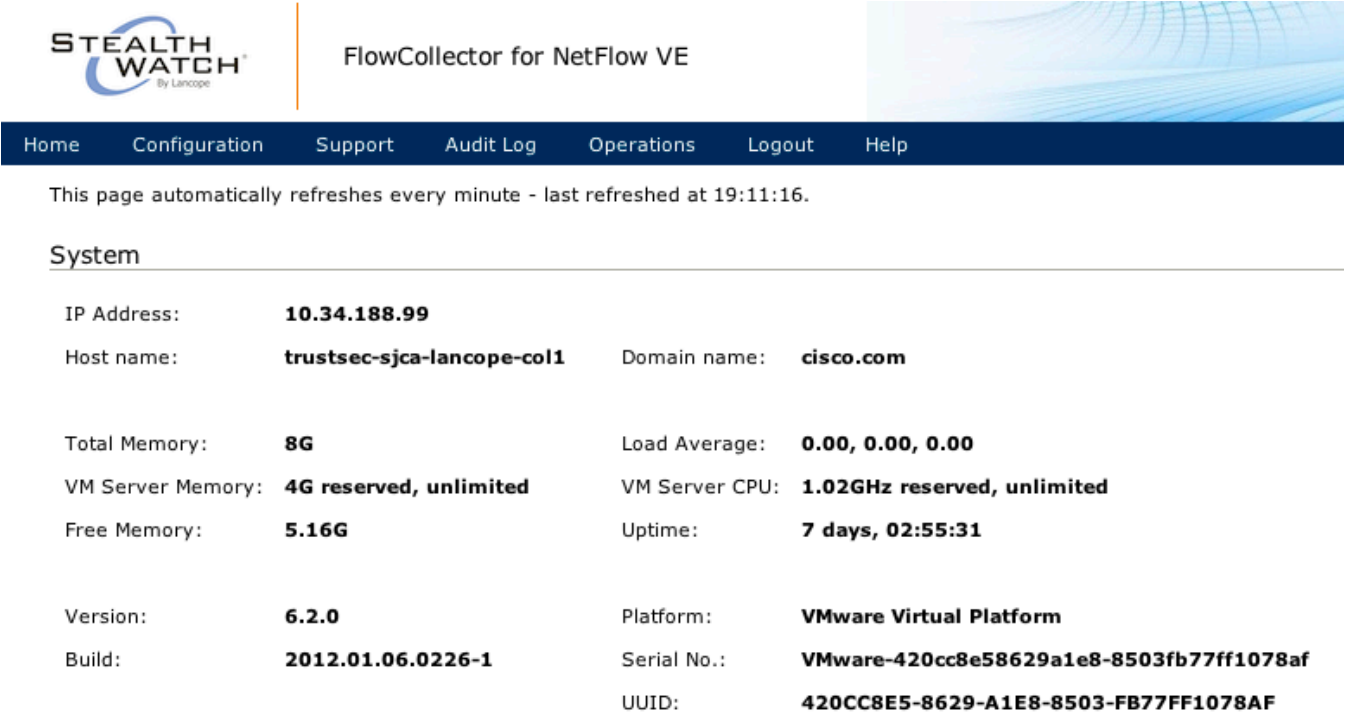 STEALTH
WATCH
By Lancope
FlowCollector for NetFlow VE
Home Configuration Support Audit Log Operations Logout Help
This page automatically refreshes every minute - last refreshed at 19:11:16.
System
IP Address: 10.34.188.99
Host name: trustsec-sjca-lancope-col1 Domain name: cisco.com
Total Memory: 8G Load Average: 0.00, 0.00, 0.00
VM Server Memory: 4G reserved, unlimited VM Server CPU: 1.02GHz reserved, unlimited
Free Memory: 5.16G Uptime: 7 days, 02:55:31
Version: 6.2.0 Platform: VMware Virtual Platform
Build: 2012.01.06.0226-1 Serial No.: VMware-420cc8e58629a1e8-8503fb77ff1078af
UUID: 420CC8E5-8629-A1E8-8503-FB77FF1078AF